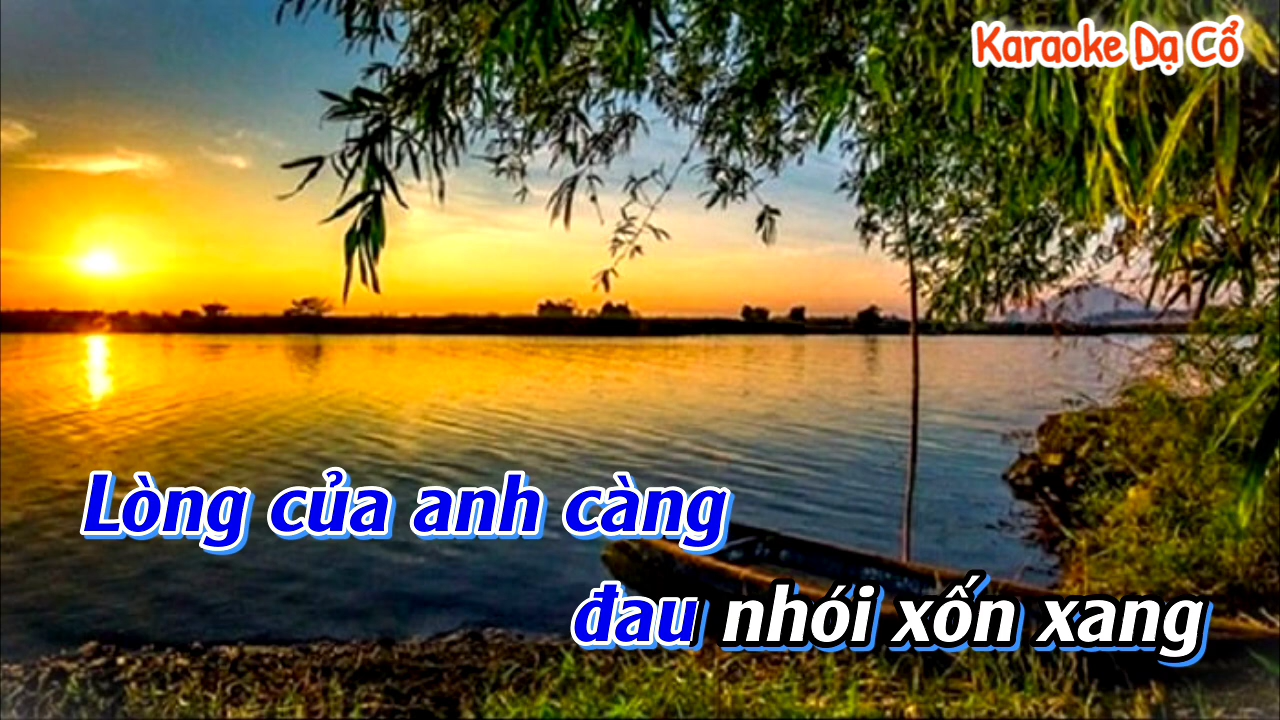 Karaoke Dạ Cổ
Lòng của anh càng
đau nhói xốn xang